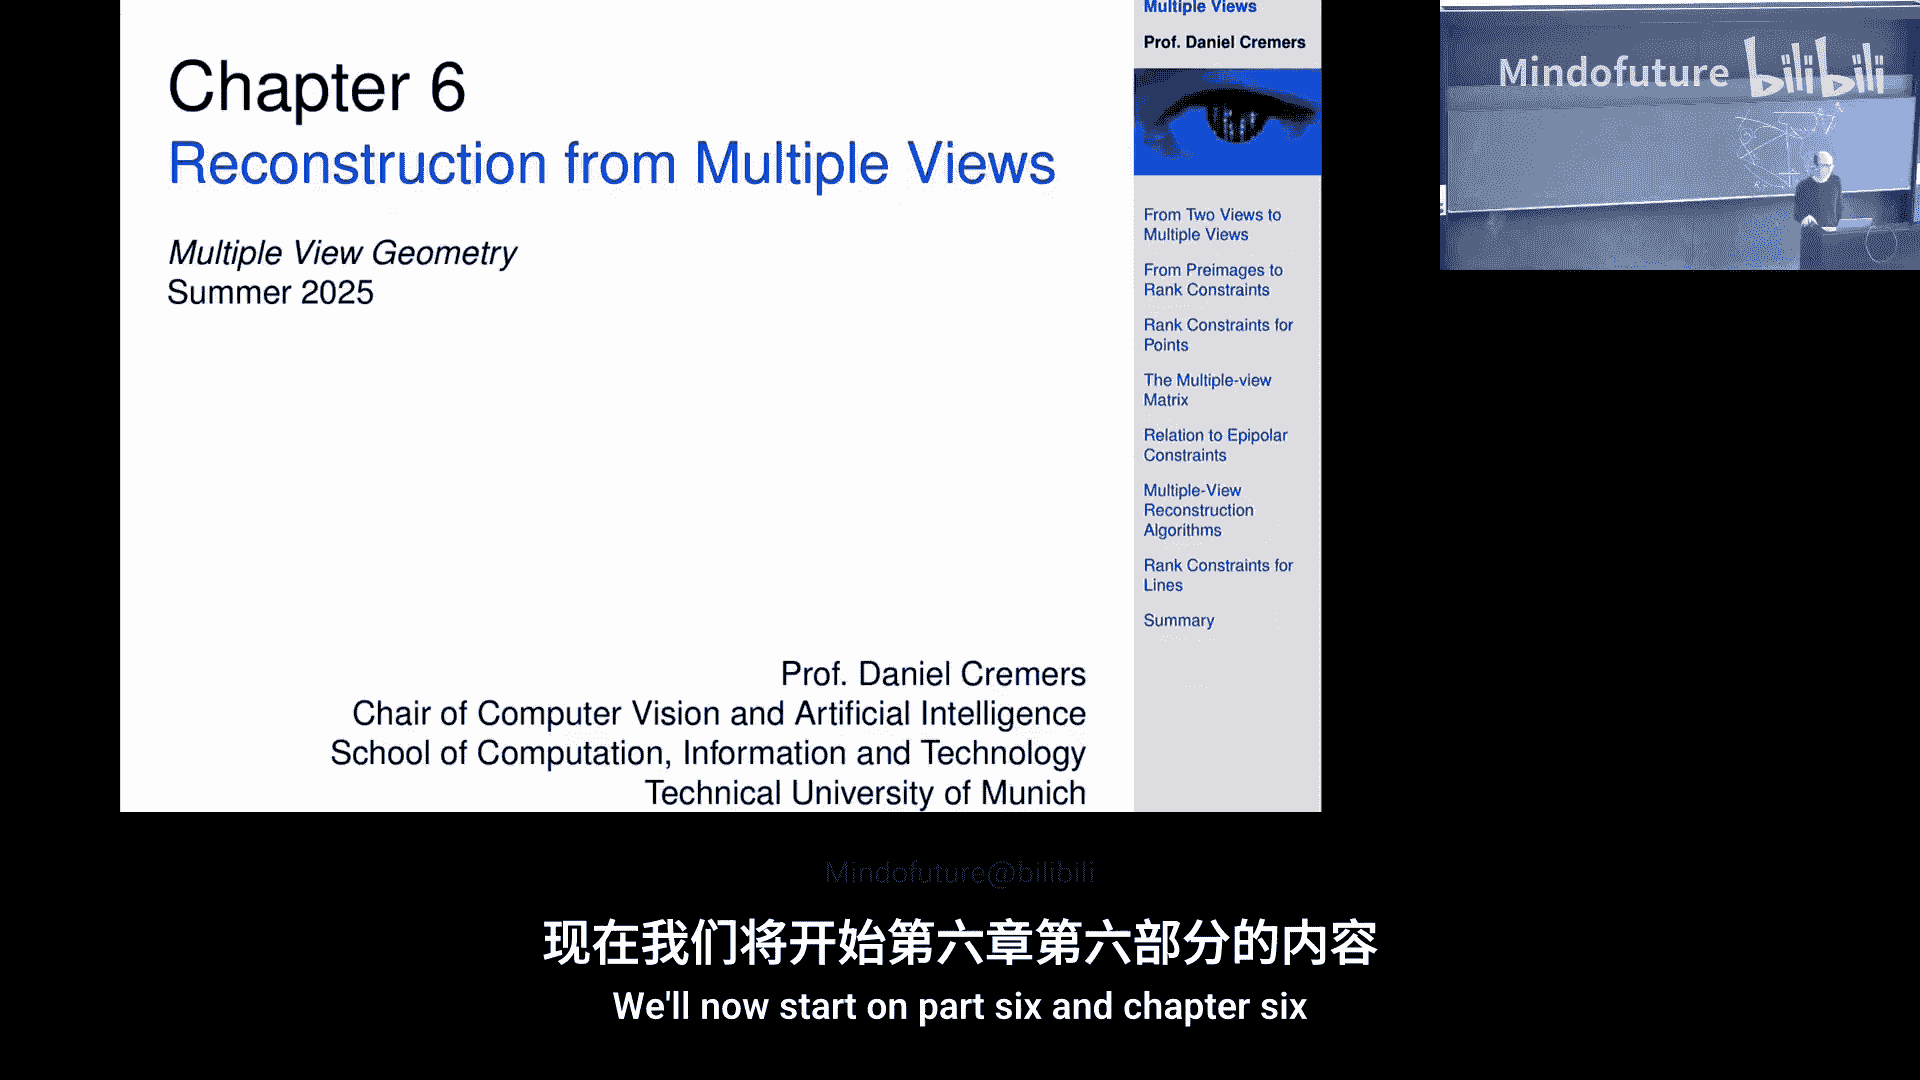 Chapter 6
Reconstruction from Multiple Views
Multiple View Geometry
Summer 2025
Prof. Daniel Cremers
Chair of Computer Vision and Artificial Intelligence
School of Computation, Information and Technology
Technical University of Munich
Multiple Views
Prof. Daniel Cremers
From Two Views to
Multiple Views
From Preimages to
Rank Constraints
Rank Constraints for
Points
The Multiple-view
Matrix
Relation to Epipolar
Constraints
Multiple-View
Reconstruction
Algorithms
Rank Constraints for
Lines
Summary
Mindofuture bilibili
Mindofuture@bilibili
现在我们将开始第六章第六部分的内容
We'll now start on part six and chapter six